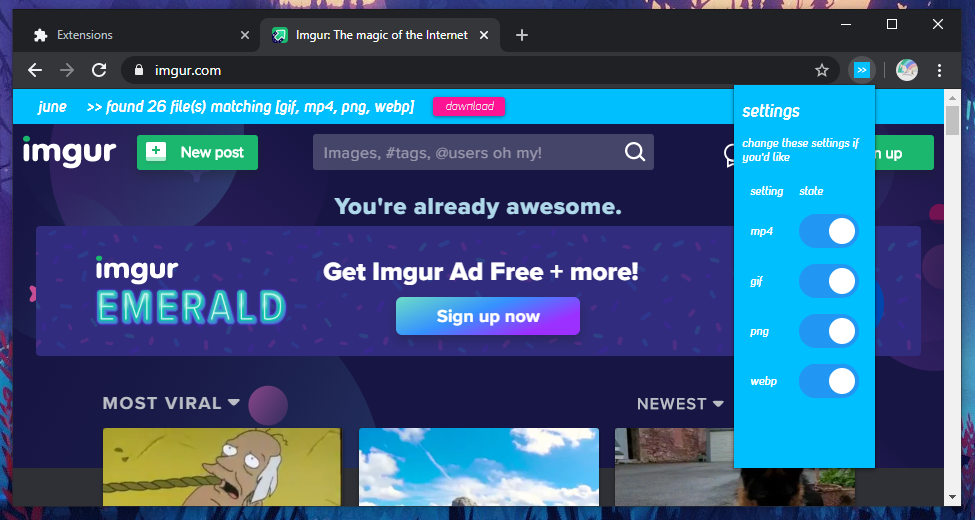 Extensions
Imgur: The magic of the Internet
imgur.com
june >> found 26 file(s) matching [gif, mp4, png, webp] download
settings
change these settings if
you'd like
setting state
mp4
gif
png
webp
imgur
New post
Images, #tags, @users oh my!
n up
You're already awesome.
imgur
EMERALD
Get Imgur Ad Free + more!
Sign up now
MOST VIRAL
NEWEST